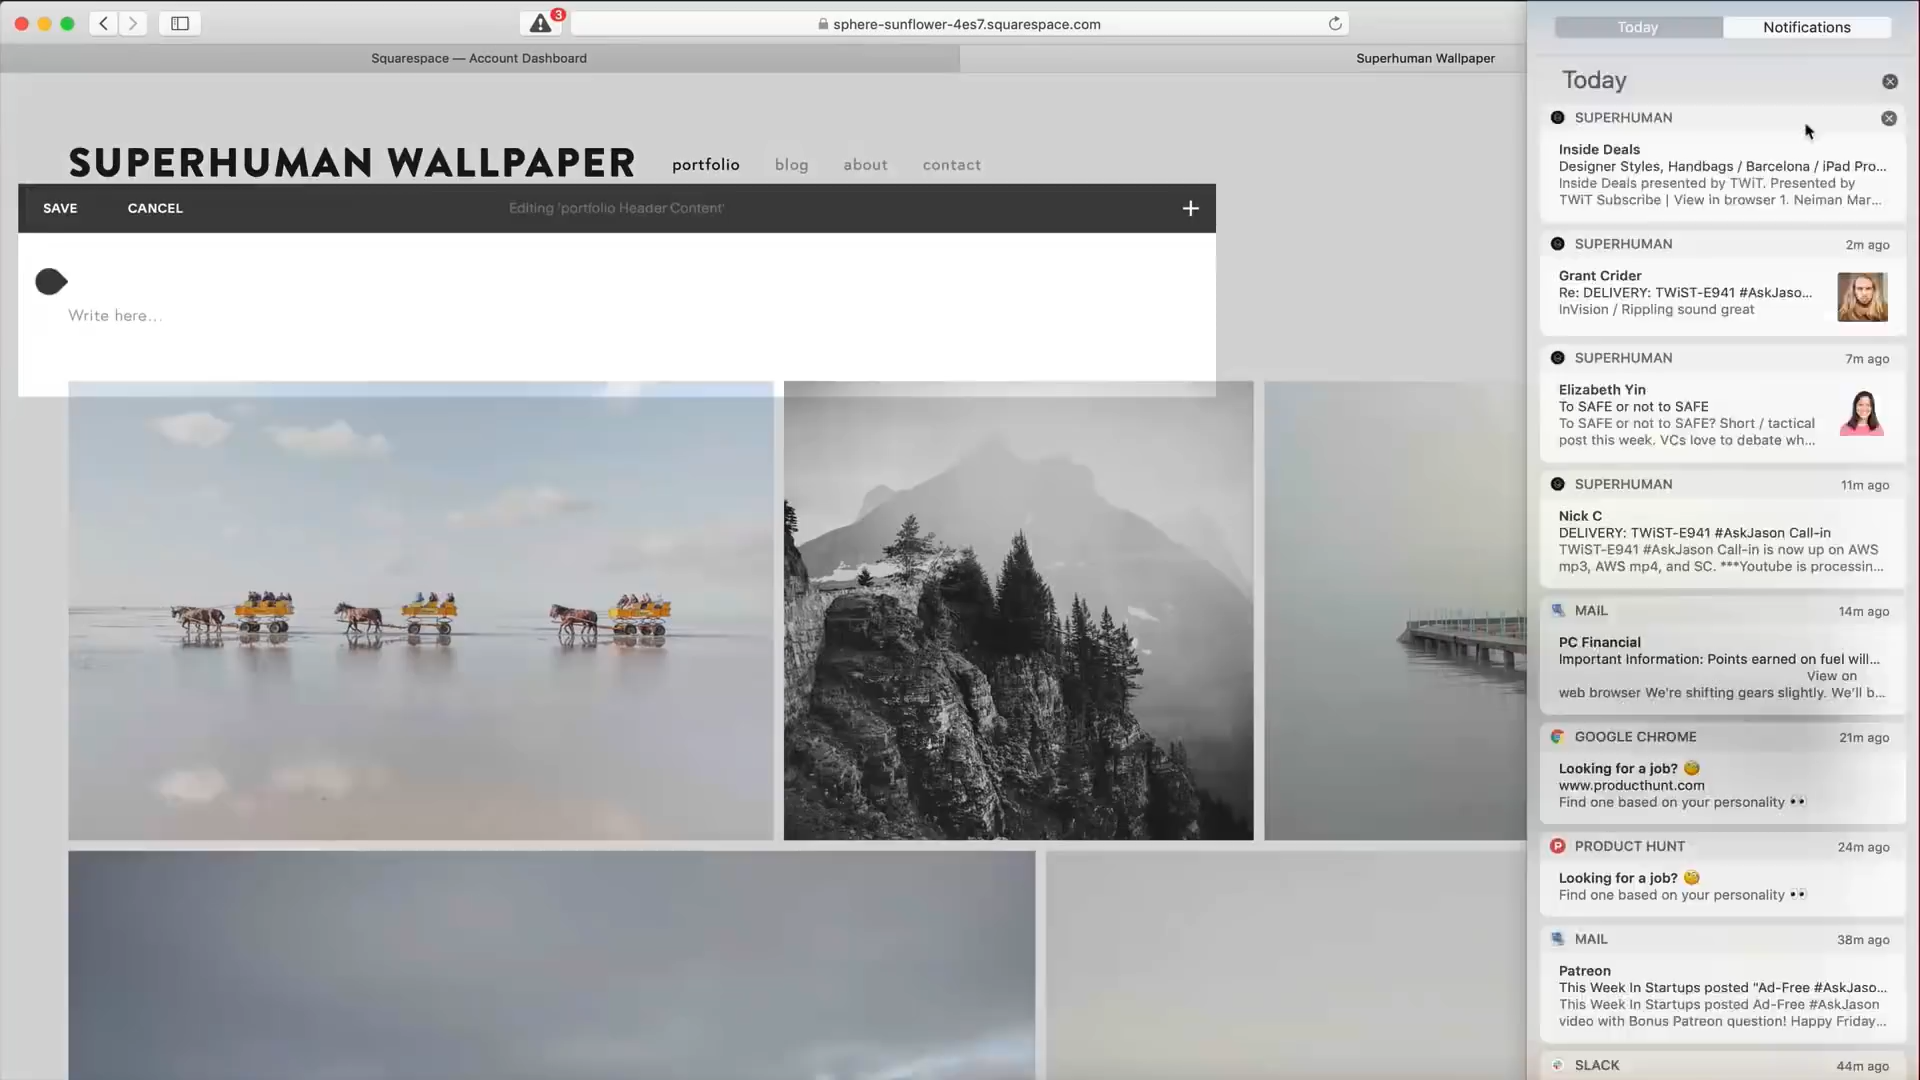 3
sphere-sunflower-4es7.squarespace.com
Squarespace — Account Dashboard
Superhuman Wallpaper
SUPERHUMAN WALLPAPER
portfolio
blog
about
contact
SAVE
CANCEL
Editing 'portfolio Header Content'
+
Write here...
Today
Notifications
Today
SUPERHUMAN
Inside Deals
Designer Styles, Handbags / Barcelona / iPad Pro...
Inside Deals presented by TWiT. Presented by
TWiT Subscribe | View in browser 1. Neiman Mar...
SUPERHUMAN
2m ago
Grant Crider
Re: DELIVERY: TWiST-E941 #AskJaso...
InVision / Rippling sound great
SUPERHUMAN
7m ago
Elizabeth Yin
To SAFE or not to SAFE
To SAFE or not to SAFE? Short / tactical
post this week. VCs love to debate wh...
SUPERHUMAN
11m ago
Nick C
DELIVERY: TWiST-E941 #AskJason Call-in
TWiST-E941 #AskJason Call-in is now up on AWS
mp3, AWS mp4, and SC. ***Youtube is processin...
MAIL
14m ago
PC Financial
Important Information: Points earned on fuel will...
View on
web browser We're shifting gears slightly. We'll b...
GOOGLE CHROME
21m ago
Looking for a job? 🧐
www.producthunt.com
Find one based on your personality 👀
PRODUCT HUNT
24m ago
Looking for a job? 🧐
Find one based on your personality 👀
MAIL
38m ago
Patreon
This Week In Startups posted "Ad-Free #AskJaso...
This Week In Startups posted Ad-Free #AskJason
video with Bonus Patreon question! Happy Friday...
SLACK
44m ago